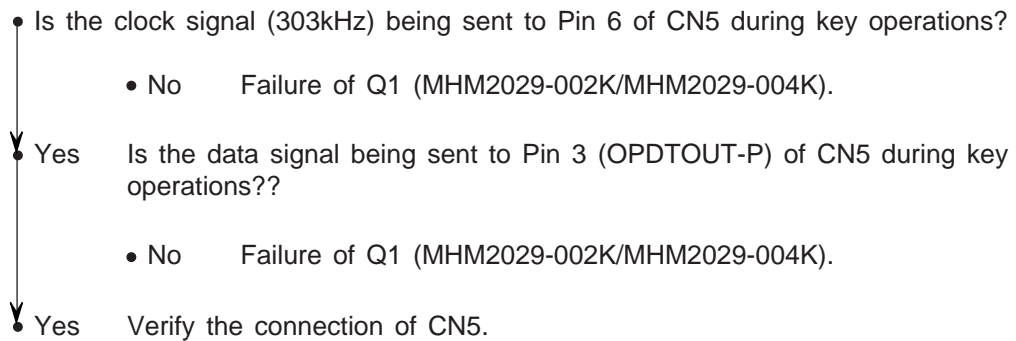 • Is the clock signal (303kHz) being sent to Pin 6 of CN5 during key operations?
• No Failure of Q1 (MHM2029-002K/MHM2029-004K).
• Yes Is the data signal being sent to Pin 3 (OPDTOUT-P) of CN5 during key
operations??
• No Failure of Q1 (MHM2029-002K/MHM2029-004K).
• Yes Verify the connection of CN5.